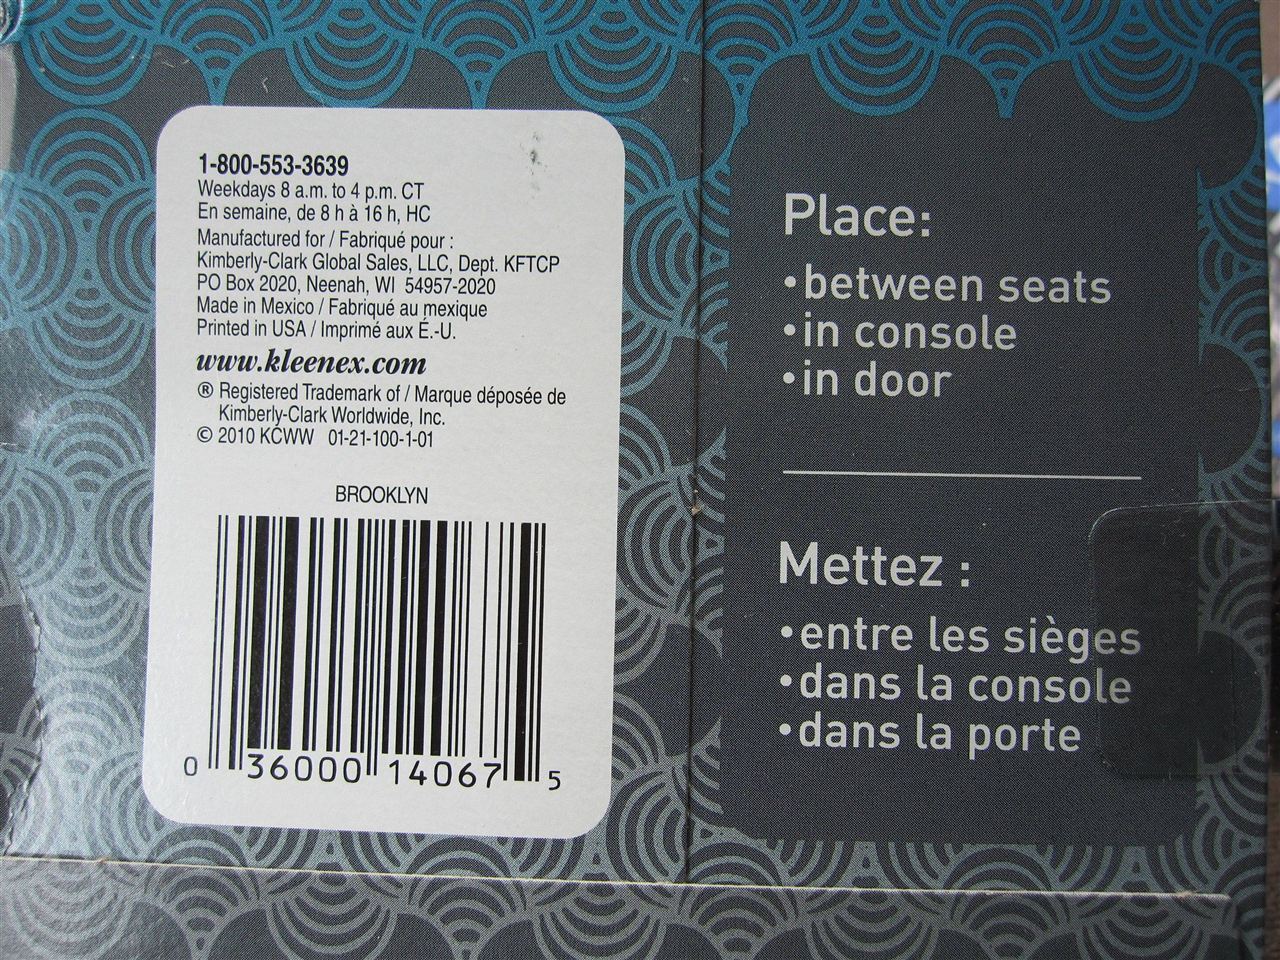 1-800-553-3639
Weekdays 8 a.m. to 4 p.m. CT
En semaine, de 8 h à 16 h, HC
Manufactured for / Fabriqué pour :
Kimberly-Clark Global Sales, LLC, Dept. KFTCP
PO Box 2020, Neenah, WI 54957-2020
Made in Mexico / Fabriqué au mexique
Printed in USA / Imprimé aux É.-U.
www.kleenex.com
® Registered Trademark of / Marque déposée de
Kimberly-Clark Worldwide, Inc.
© 2010 KCWW 01-21-100-1-01
BROOKLYN
0 36000 14067 5
Place:
•between seats
•in console
•in door
Mettez :
•entre les sièges
•dans la console
•dans la porte